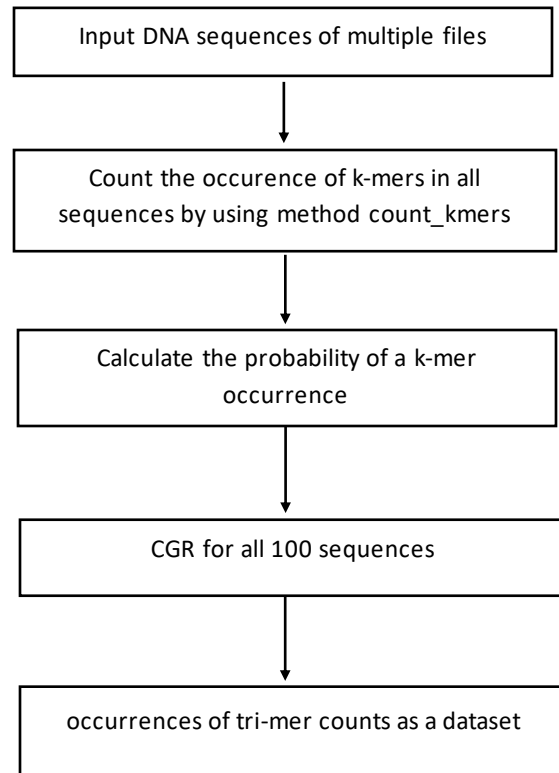 Input DNA sequences of multiple files
Count the occurence of k-mers in all
sequences by using method count_kmers
Calculate the probability of a k-mer
occurrence
CGR for all 100 sequences
occurrences of tri-mer counts as a dataset